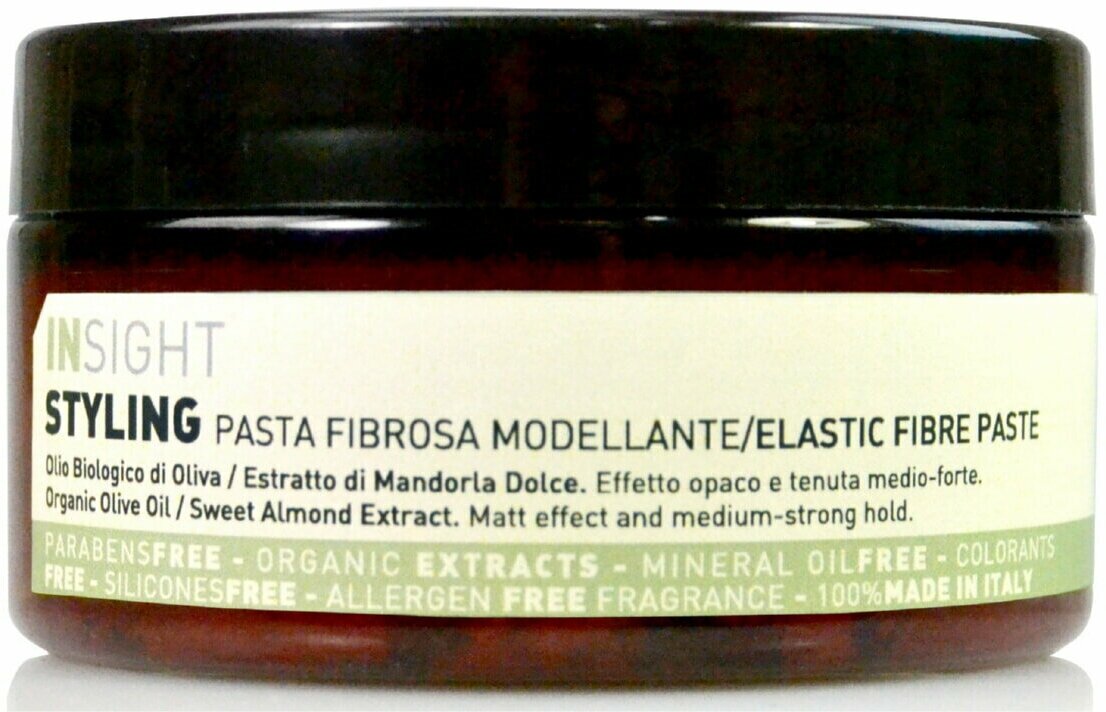 INSIGHT
STYLING PASTA FIBROSA MODELLANTE/ELASTIC FIBRE PASTE
Olio Biologico di Oliva / Estratto di Mandorla Dolce. Effetto opaco e tenuta medio-forte.
Organic Olive Oil / Sweet Almond Extract. Matt effect and medium-strong hold.
PARABENSFREE - ORGANIC EXTRACTS - MINERAL OILFREE - COLORANTS
FREE - SILICONESFREE - ALLERGEN FREE FRAGRANCE - 100%MADE IN ITALY